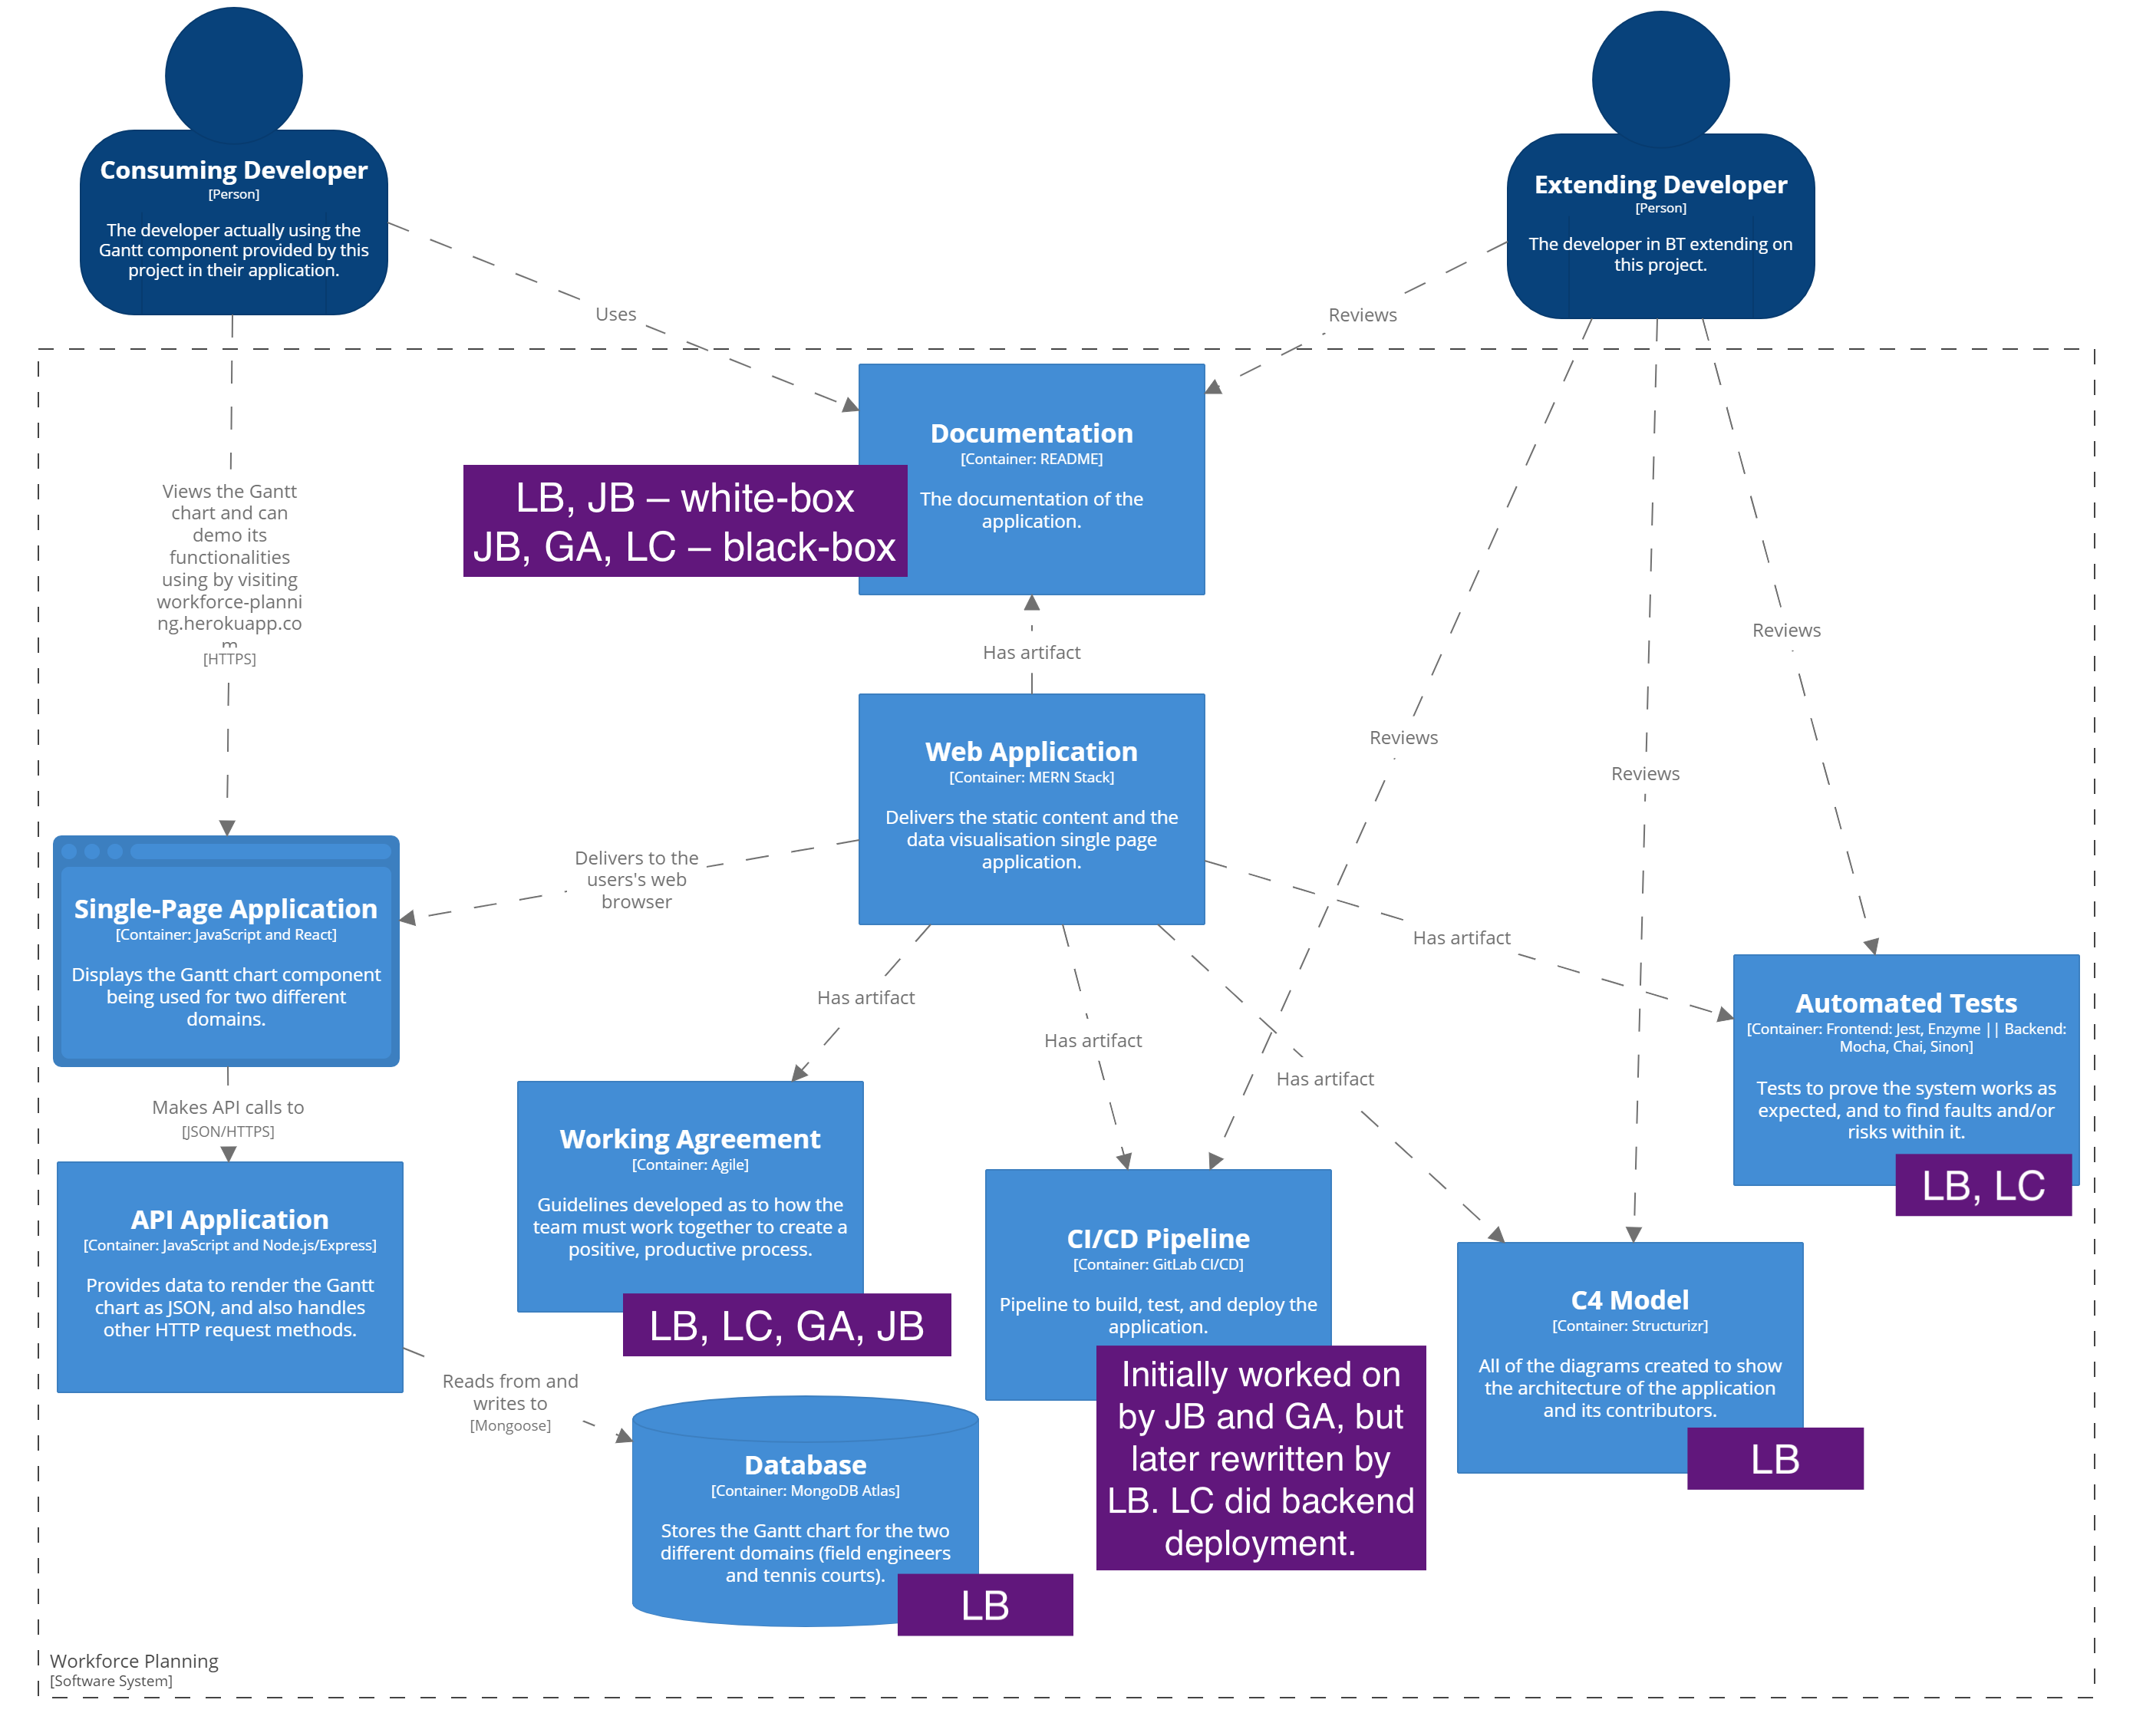 Consuming Developer
[Person]
The developer actually using the
Gantt component provided by this
project in their application.
Extending Developer
[Person]
The developer in BT extending on
this project.
Uses
Reviews
Documentation
[Container: README]
The documentation of the
application.
LB, JB – white-box
JB, GA, LC – black-box
Views the Gantt
chart and can
demo its
functionalities
using by visiting
workforce-planni
ng.herokuapp.co
m
[HTTPS]
Has artifact
Reviews
Reviews
Reviews
Web Application
[Container: MERN Stack]
Delivers the static content and the
data visualisation single page
application.
Delivers to the
users's web
browser
Single-Page Application
[Container: JavaScript and React]
Displays the Gantt chart component
being used for two different
domains.
Has artifact
Has artifact
Has artifact
Has artifact
Automated Tests
[Container: Frontend: Jest, Enzyme || Backend:
Mocha, Chai, Sinon]
Tests to prove the system works as
expected, and to find faults and/or
risks within it.
LB, LC
Makes API calls to
[JSON/HTTPS]
API Application
[Container: JavaScript and Node.js/Express]
Provides data to render the Gantt
chart as JSON, and also handles
other HTTP request methods.
Working Agreement
[Container: Agile]
Guidelines developed as to how the
team must work together to create a
positive, productive process.
LB, LC, GA, JB
CI/CD Pipeline
[Container: GitLab CI/CD]
Pipeline to build, test, and deploy the
application.
Initially worked on
by JB and GA, but
later rewritten by
LB. LC did backend
deployment.
C4 Model
[Container: Structurizr]
All of the diagrams created to show
the architecture of the application
and its contributors.
LB
Reads from and
writes to
[Mongoose]
Database
[Container: MongoDB Atlas]
Stores the Gantt chart for the two
different domains (field engineers
and tennis courts).
LB
Workforce Planning
[Software System]